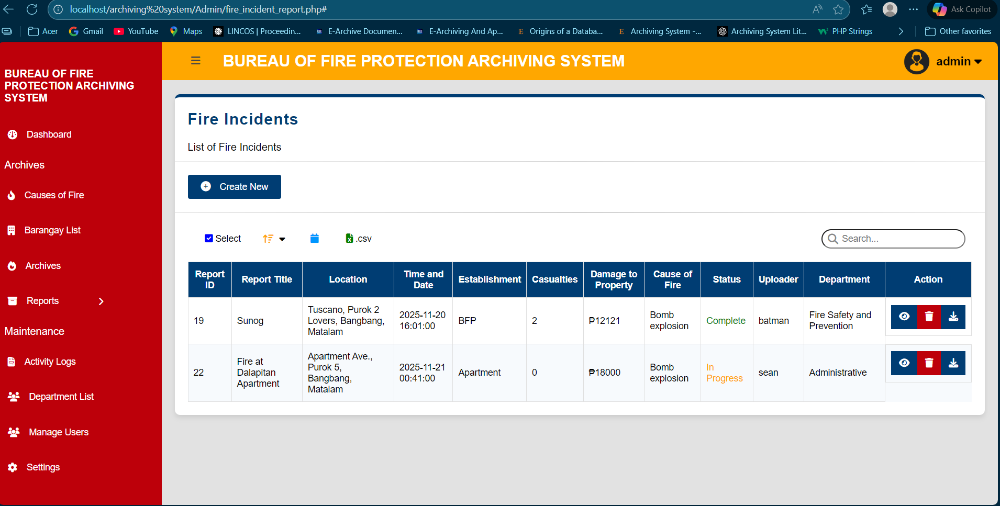 localhost/archiving%20system/Admin/fire_incident_report.php#
Ask Copilot
Acer
Gmail
YouTube
Maps
LINCOS | Proceedin...
E-Archive Documen...
E-Archiving And Ap...
Origins of a Databa...
Archiving System -...
Archiving System Lit...
PHP Strings
Other favorites
BUREAU OF FIRE
PROTECTION ARCHIVING
SYSTEM
Dashboard
Archives
Causes of Fire
Barangay List
Archives
Reports
Maintenance
Activity Logs
Department List
Manage Users
Settings
BUREAU OF FIRE PROTECTION ARCHIVING SYSTEM
admin
Fire Incidents
List of Fire Incidents
Create New
Select
.csv
Search...
Report ID
Report Title
Location
Time and Date
Establishment
Casualties
Damage to Property
Cause of Fire
Status
Uploader
Department
Action
19
Sunog
Tuscano, Purok 2
Lovers, Bangbang,
Matalam
2025-11-20
16:01:00
BFP
2
₱12121
Bomb
explosion
Complete
batman
Fire Safety and
Prevention
22
Fire at
Dalapitan
Apartment
Apartment Ave.,
Purok 5,
Bangbang,
Matalam
2025-11-21
00:41:00
Apartment
0
₱18000
Bomb
explosion
In
Progress
sean
Administrative